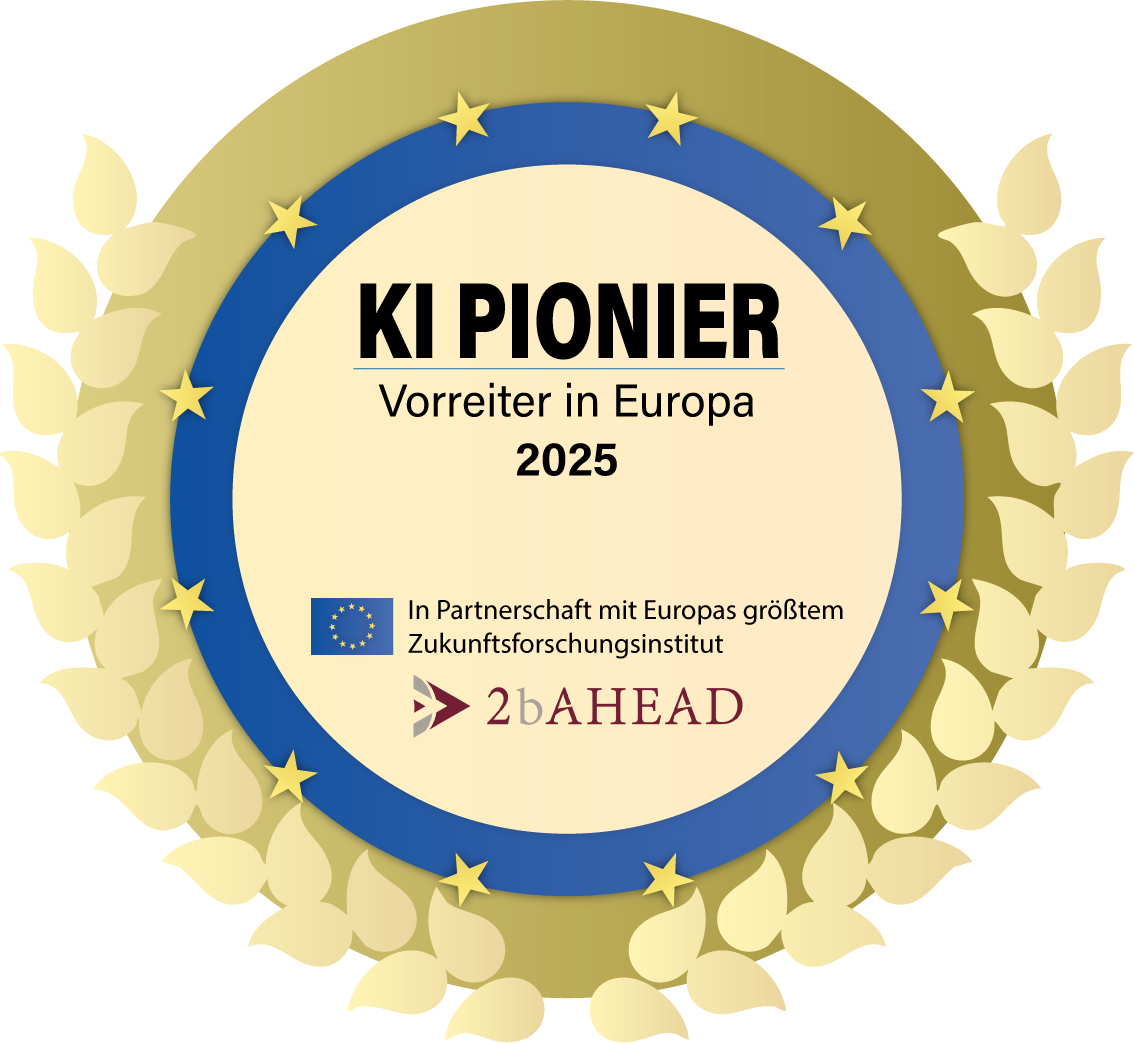 KI PIONIER
Vorreiter in Europa
2025
In Partnerschaft mit Europas größtem
Zukunftsforschungsinstitut
2bAHEAD